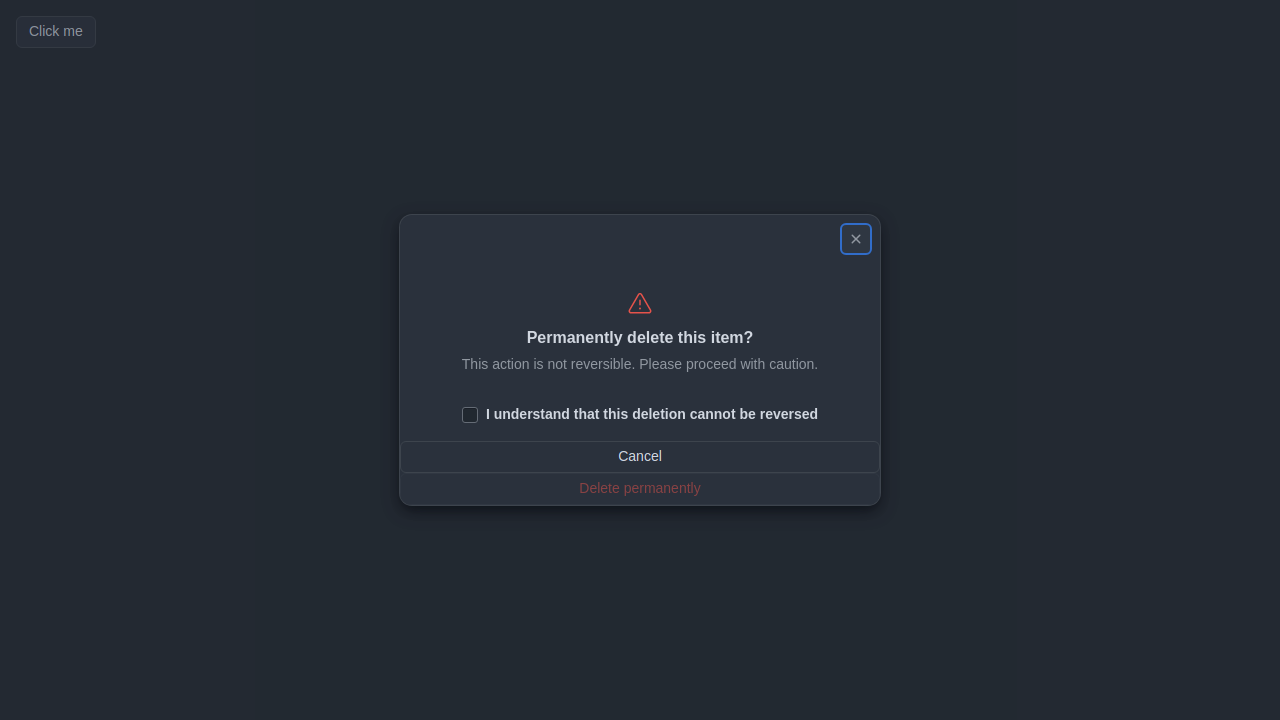 Click me
Permanently delete this item?
This action is not reversible. Please proceed with caution.
I understand that this deletion cannot be reversed
Cancel
Delete permanently